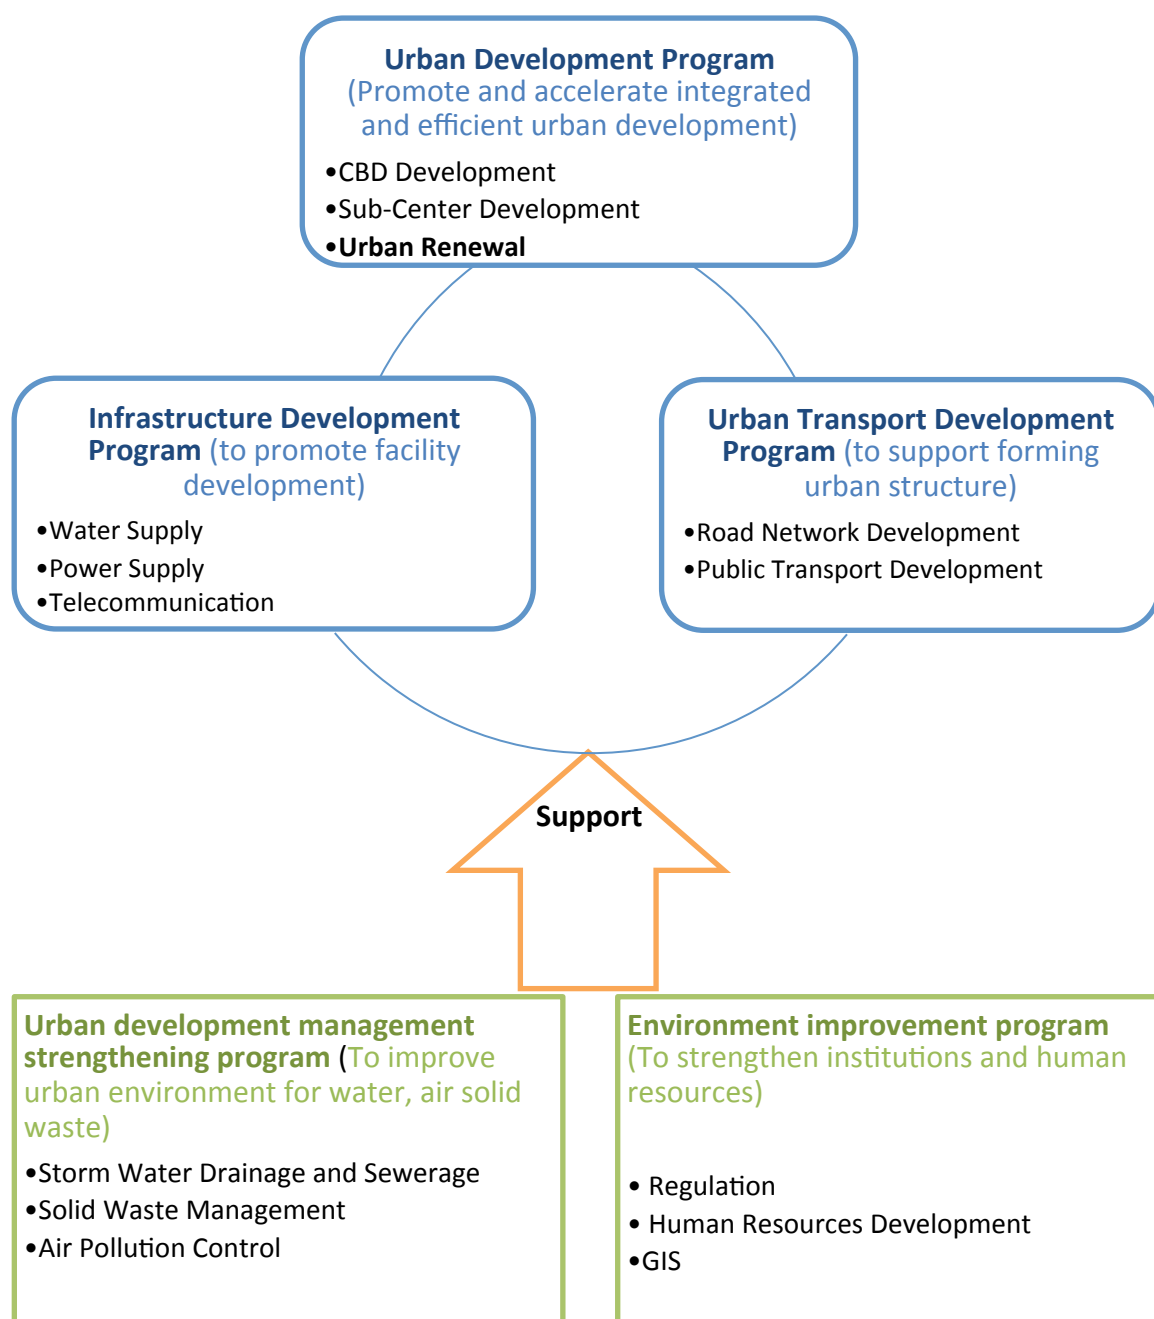 Urban Development Program
(Promote and accelerate integrated
and efficient urban development)
•CBD Development
•Sub-Center Development
•Urban Renewal
Infrastructure Development
Program (to promote facility
development)
•Water Supply
•Power Supply
•Telecommunication
Urban Transport Development
Program (to support forming
urban structure)
•Road Network Development
•Public Transport Development
Support
Urban development management
strengthening program (To improve
urban environment for water, air solid
waste)
•Storm Water Drainage and Sewerage
•Solid Waste Management
•Air Pollution Control
Environment improvement program
(To strengthen institutions and human
resources)
• Regulation
• Human Resources Development
•GIS